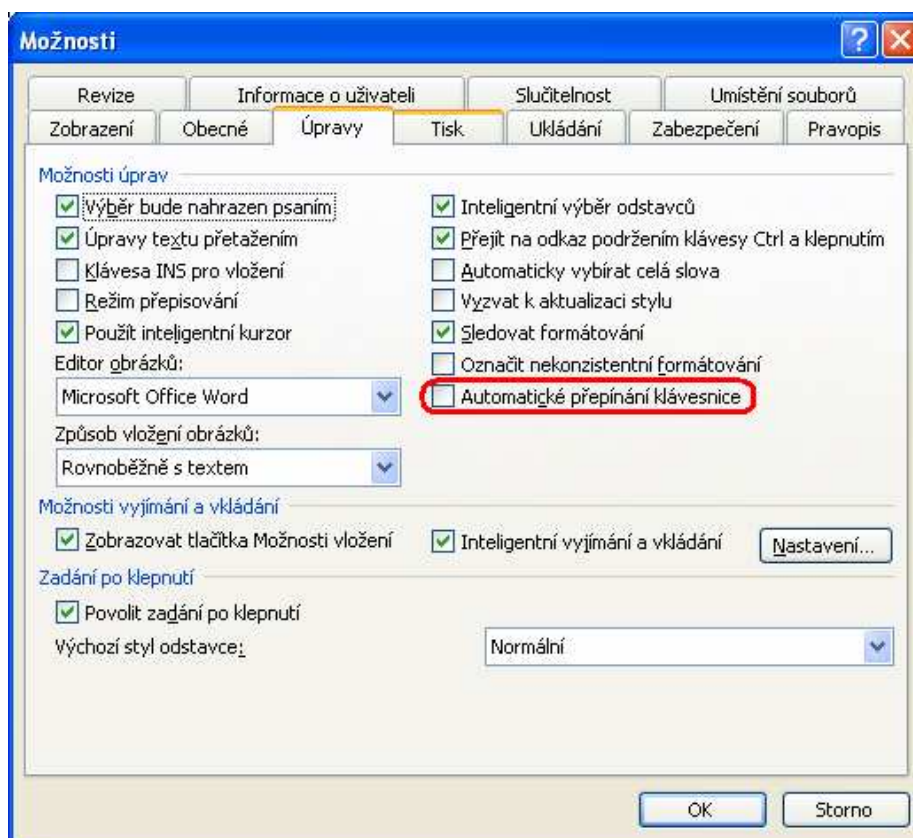 Možnosti
Revize
Informace o uživateli
Slučitelnost
Umístění souborů
Zobrazení
Obecné
Úpravy
Tisk
Ukládání
Zabezpečení
Pravopis
Možnosti úprav
Výběr bude nahrazen psaním
Úpravy textu přetažením
Klávesa INS pro vložení
Režim přepisování
Použít inteligentní kurzor
Editor obrázků:
Microsoft Office Word
Způsob vložení obrázků:
Rovnoběžně s textem
Inteligentní výběr odstavců
Přejít na odkaz podržením klávesy Ctrl a klepnutím
Automaticky vybírat celá slova
Vyzvat k aktualizaci stylu
Sledovat formátování
Označit nekonzistentní formátování
Automatické přepínání klávesnice
Možnosti vyjímání a vkládání
Zobrazovat tlačítka Možnosti vložení
Inteligentní vyjímání a vkládání
Nastavení...
Zadání po klepnutí
Povolit zadání po klepnutí
Výchozí styl odstavce:
Normální
OK
Storno